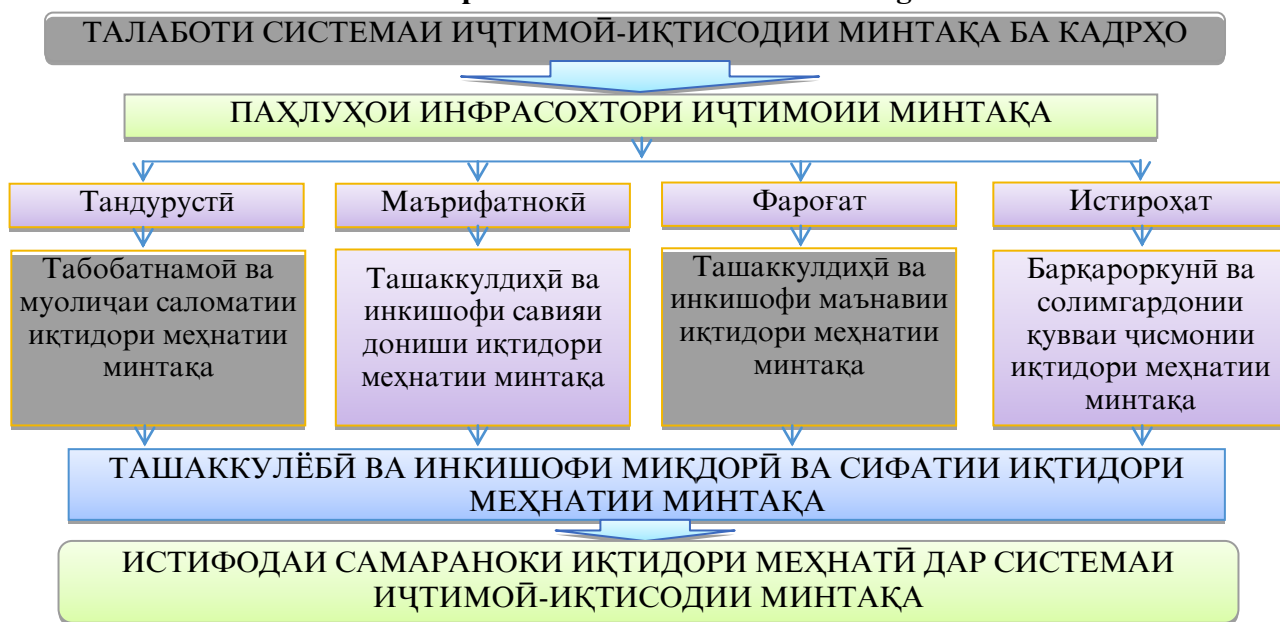 ТАЛАБОТИ СИСТЕМАИ ИҶТИМОӢ-ИҚТИСОДИИ МИНТАҚА БА КАДРҲО
ПАҲЛУҲОИ ИНФРАСОХТОРИ ИҶТИМОИИ МИНТАҚА
Тандурустӣ
Маърифатнокӣ
Фароғат
Истироҳат
Табобатнамоӣ ва
муолиҷаи саломатии
иқтидори меҳнатии
минтақа
Ташаккулдиҳӣ ва
инкишофи савияи
дониши иқтидори
меҳнатии минтақа
Ташаккулдиҳӣ ва
инкишофи маънавии
иқтидори меҳнатии
минтақа
Барқароркунӣ ва
солимгардонии
қувваи ҷисмонии
иқтидори меҳнатии
минтақа
ТАШАККУЛЁБӢ ВА ИНКИШОФИ МИҚДОРӢ ВА СИФАТИИ ИҚТИДОРИ
МЕҲНАТИИ МИНТАҚА
ИСТИФОДАИ САМАРАНОКИ ИҚТИДОРИ МЕҲНАТӢ ДАР СИСТЕМАИ
ИҶТИМОӢ-ИҚТИСОДИИ МИНТАҚА